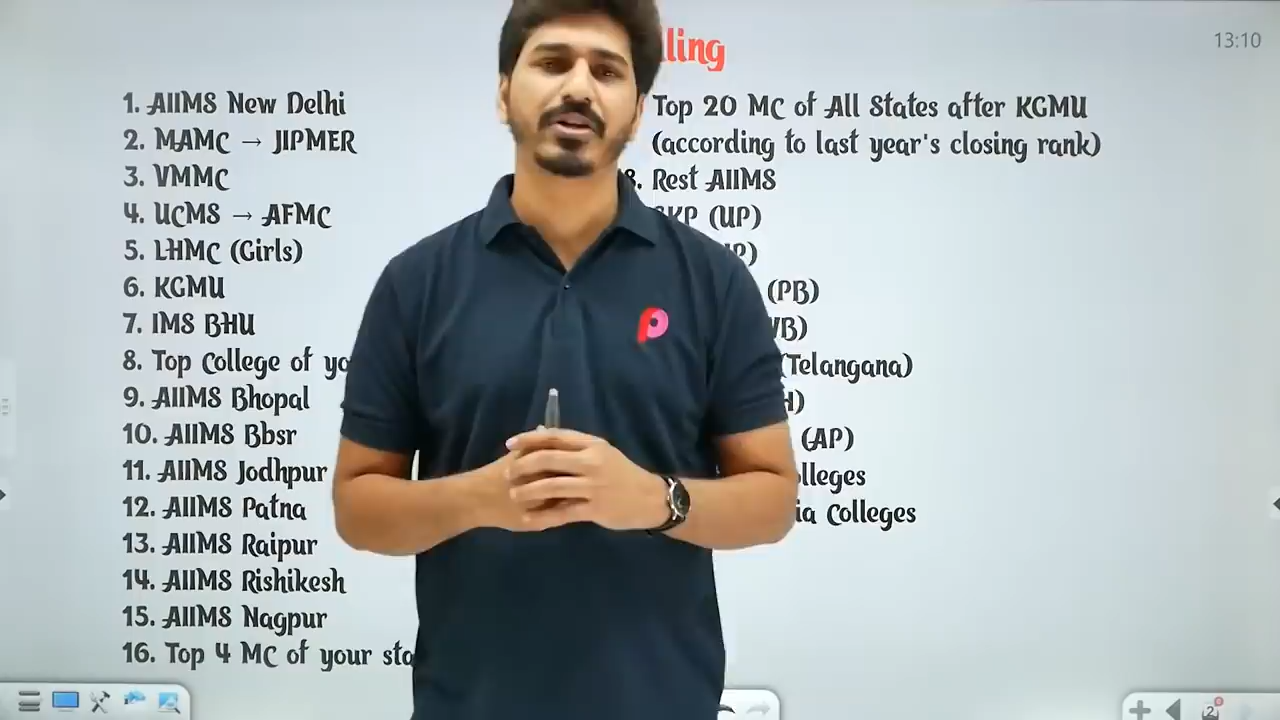 ling
13:10
1. AIIMS New Delhi
2. MAMC → JIPMER
3. VMMC
4. UCMS → AFMC
5. LHMC (Girls)
6. KGMU
7. IMS BHU
8. Top College of yo
9. AIIMS Bhopal
10. AIIMS Bbsr
11. AIIMS Jodhpur
12. AIIMS Patna
13. AIIMS Raipur
14. AIIMS Rishikesh
15. AIIMS Nagpur
16. Top 4 MC of your sta
Top 20 MC of All States after KGMU
(according to last year's closing rank)
8. Rest AIIMS
(UP)
(PB)
(Telangana)
(AP)
lleges
ia Colleges